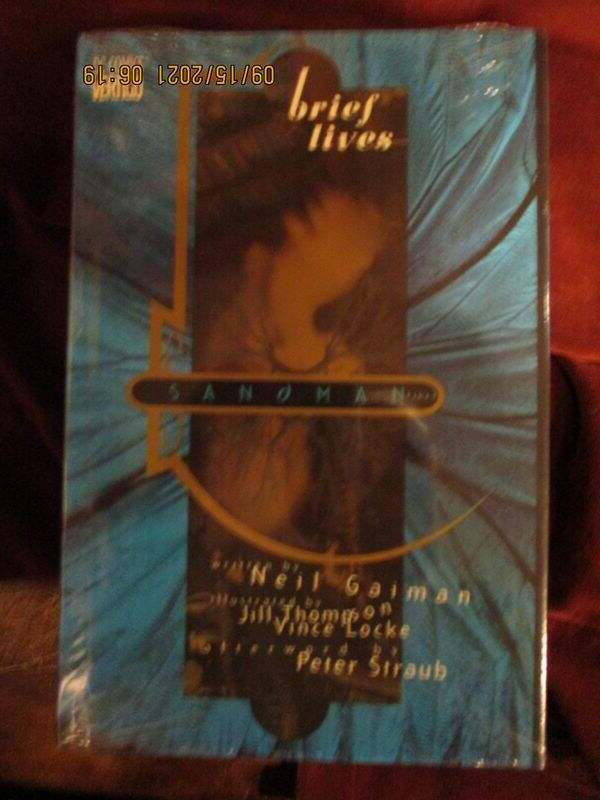 VERTIGO
09/15/2021 06:19
brief
lives
SANDMAN
written by
Neil Gaiman
illustrated by
Jill Thompson
Vince Locke
afterword by
Peter Straub